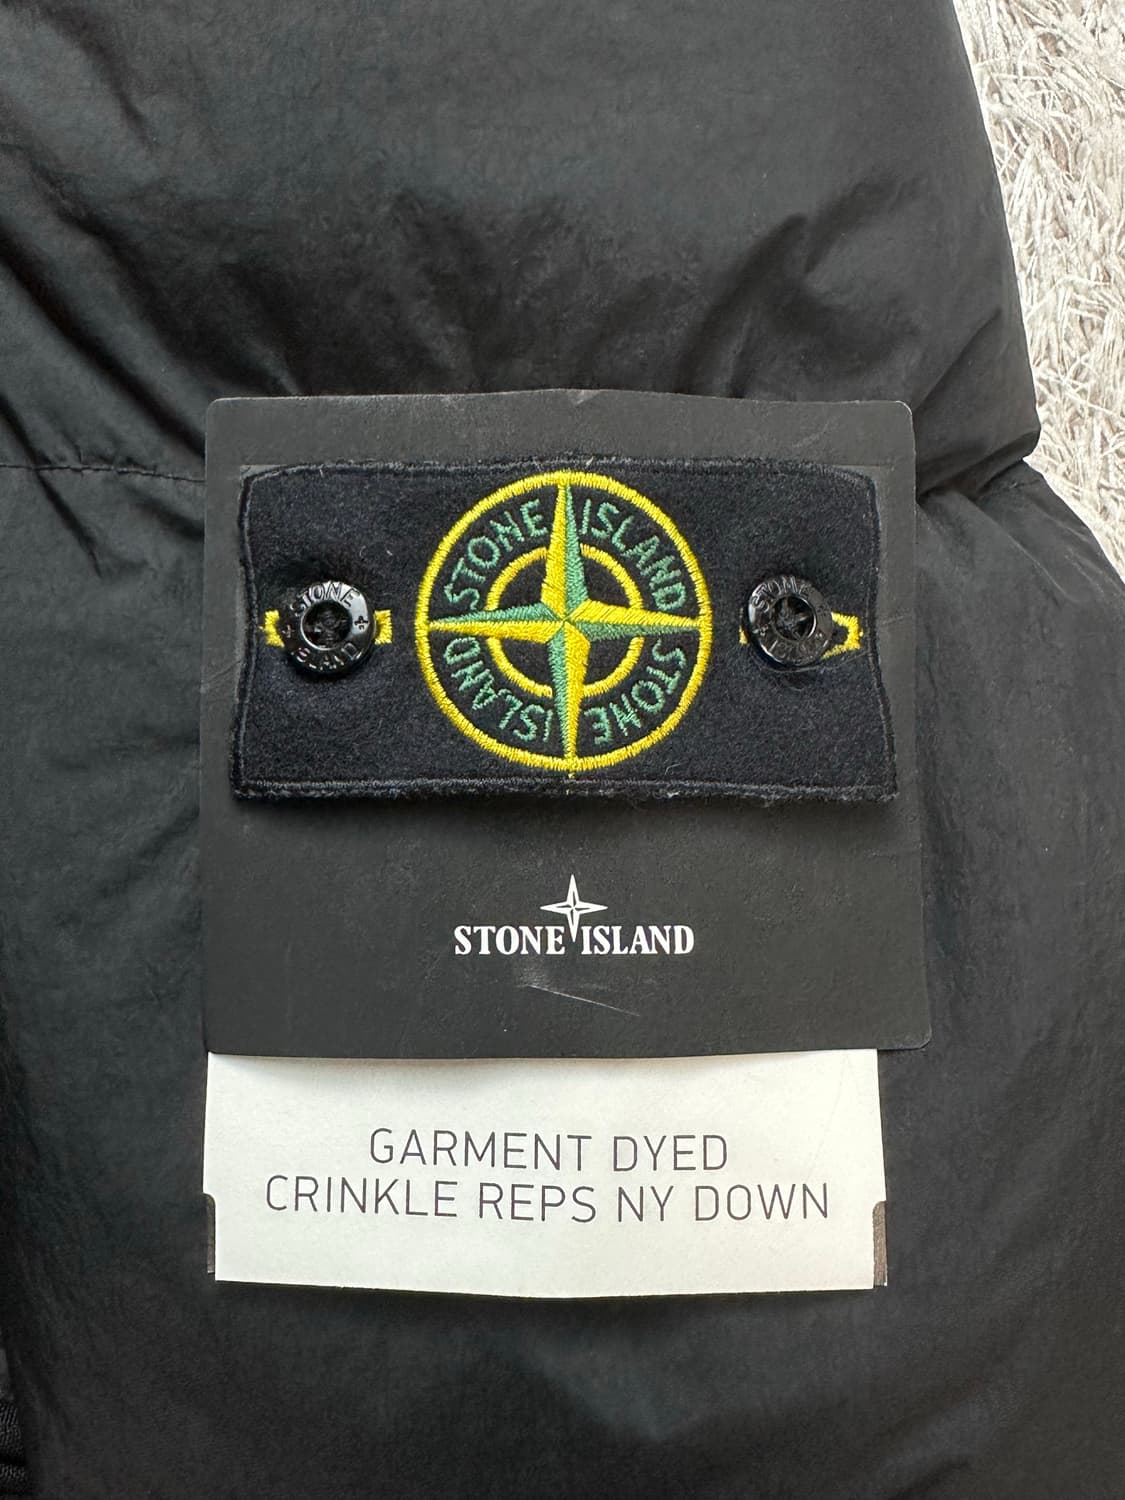 STONE ISLAND
STONE ISLAND
STONE ISLAND
STONE ISLAND
STONE ISLAND
GARMENT DYED
CRINKLE REPS NY DOWN